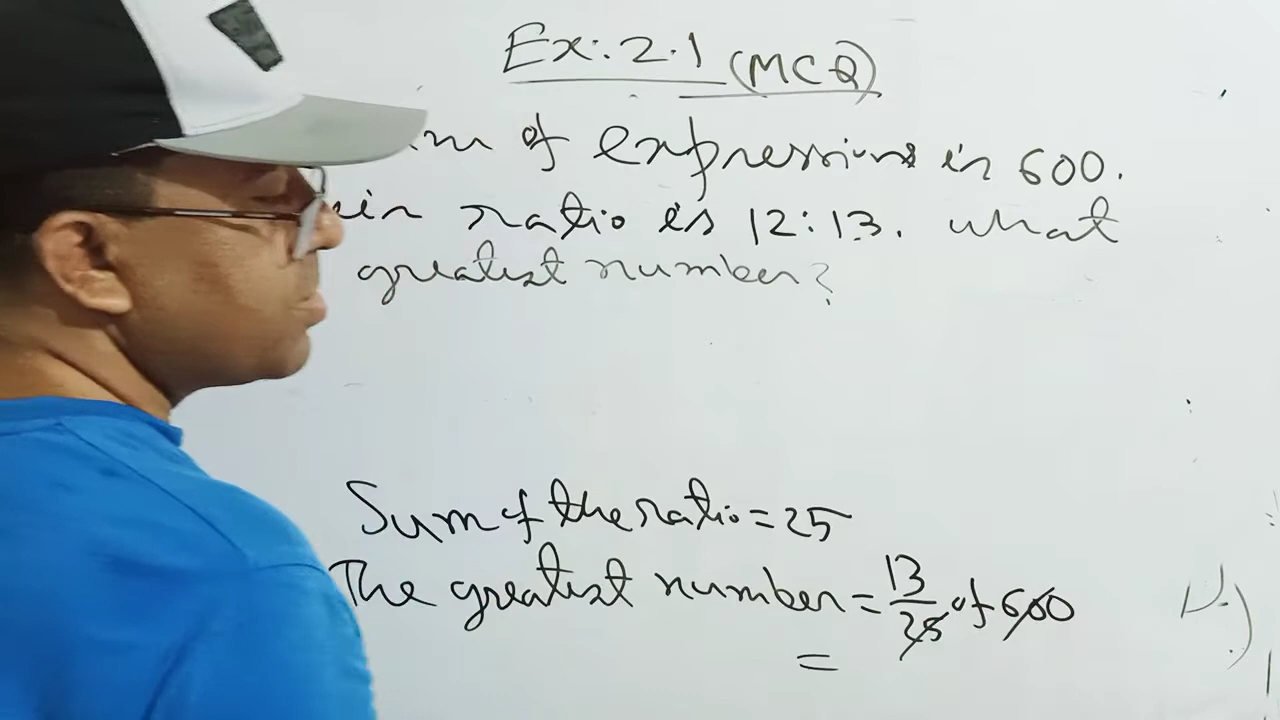 Ex:. 2.1 (MCQ)
of expressions is 600.
in ratio is 12:13. what
greatest number?
Sum of the ratio = 25
The greatest number = 13/25 of 600
=